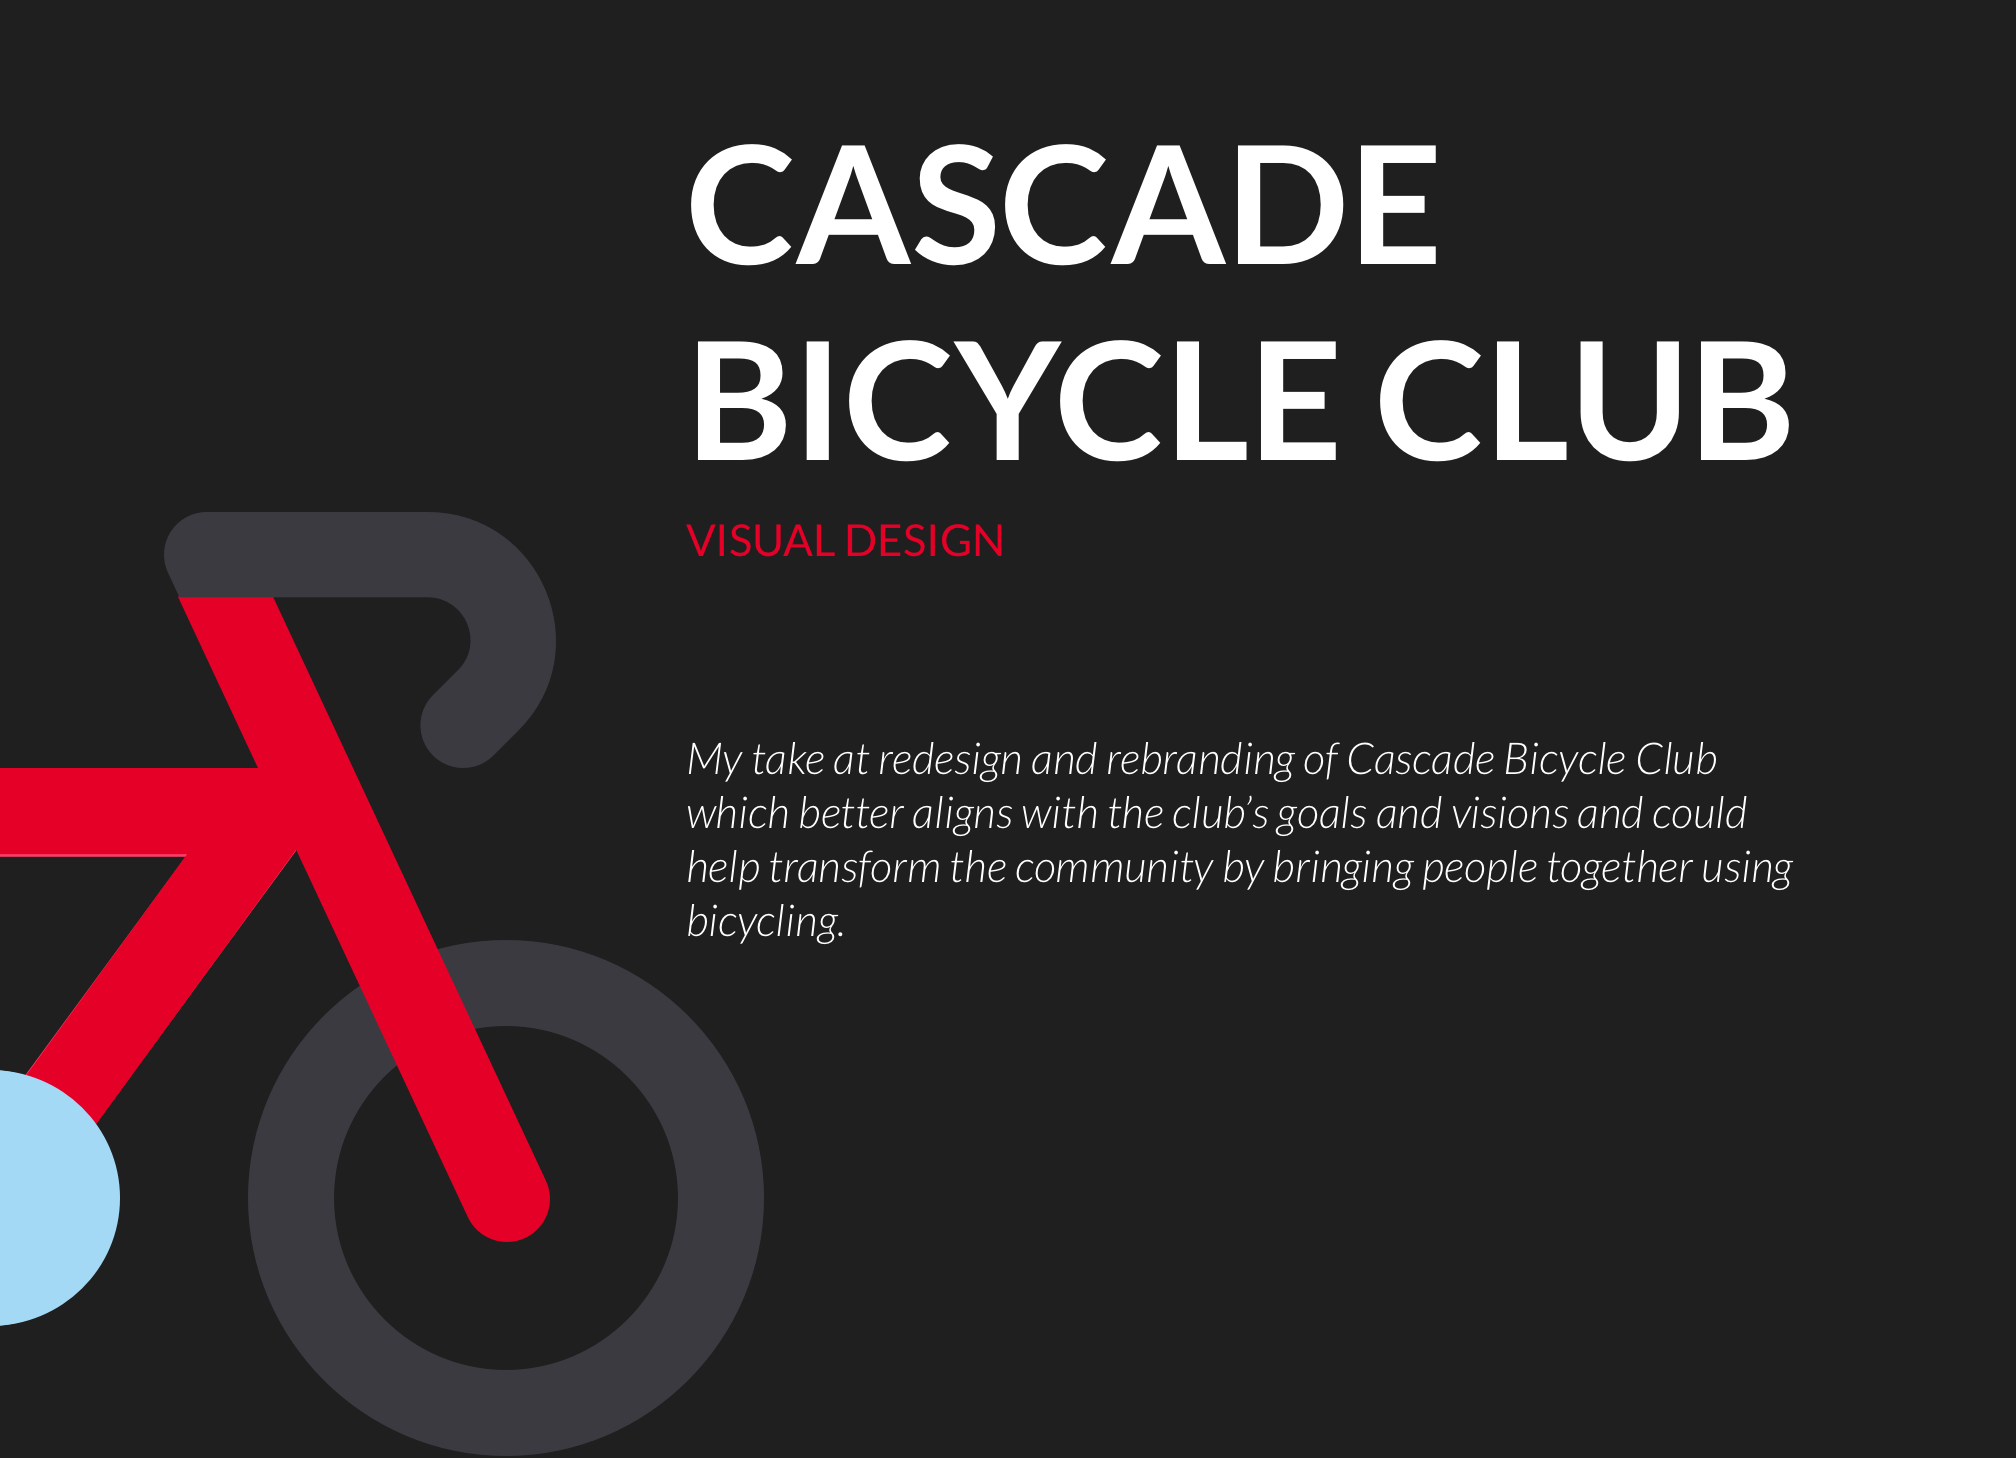 CASCADE
BICYCLE CLUB
VISUAL DESIGN
My take at redesign and rebranding of Cascade Bicycle Club
which better aligns with the club’s goals and visions and could
help transform the community by bringing people together using
bicycling.